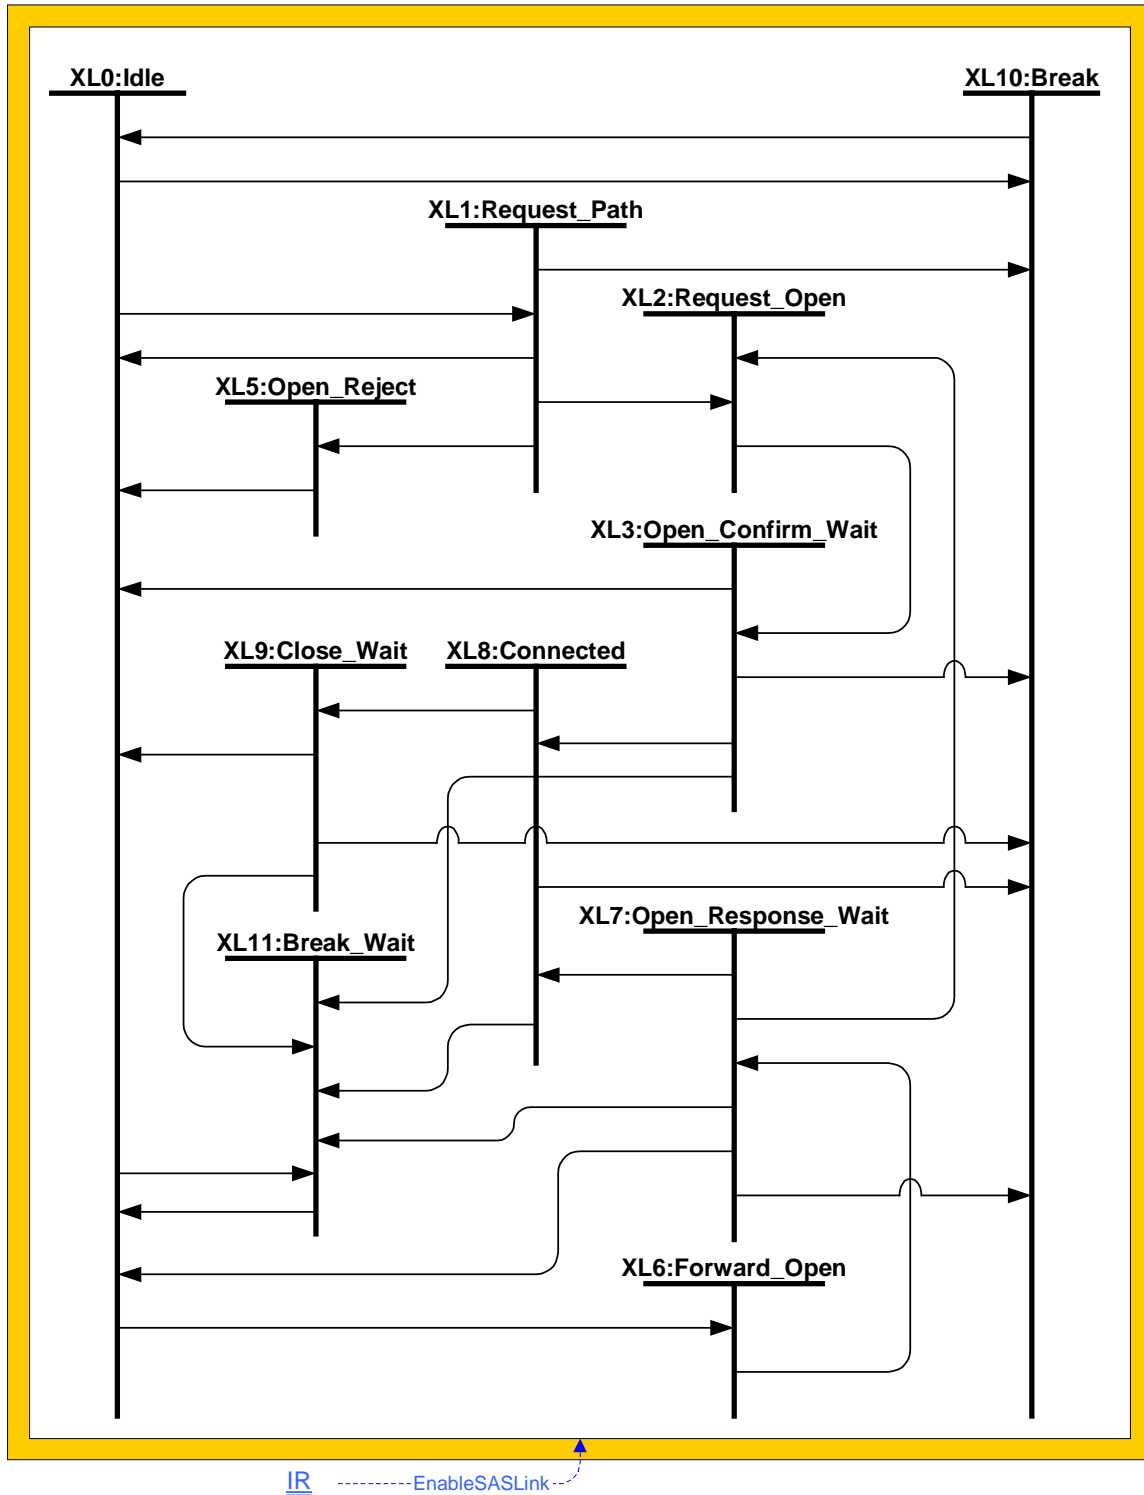 XL0:Idle
XL10:Break
XL1:Request_Path
XL2:Request_Open
XL5:Open_Reject
XL3:Open_Confirm_Wait
XL9:Close_Wait
XL8:Connected
XL7:Open_Response_Wait
XL11:Break_Wait
XL6:Forward_Open
IR
EnableSASLink